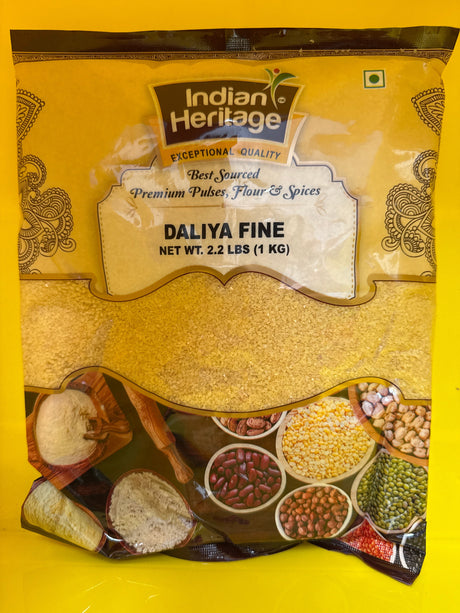 Indian
Heritage
EXCEPTIONAL QUALITY
Best Sourced
Premium Pulses, Flour & Spices
DALIYA FINE
NET WT. 2.2 LBS (1 KG)